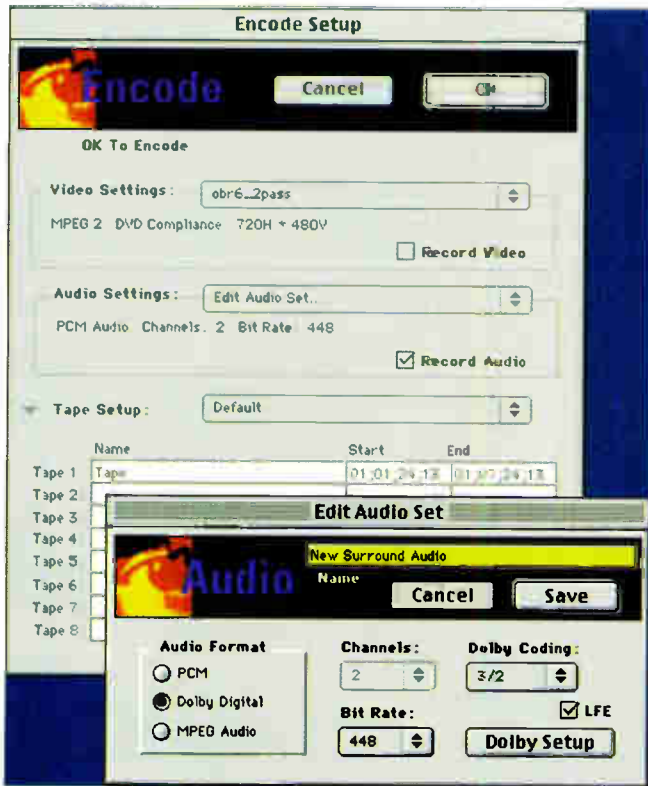 Encode Setup
Encode
Cancel
OK
OK To Encode
Video Settings: obr6_2pass
MPEG 2 DVD Compliance 720H * 480V
Record Video
Audio Settings: Edit Audio Set..
PCM Audio Channels. 2 Bit Rate 448
Record Audio
Tape Setup: Default
Name Start End
Tape 1 Tape 01;01;24;13
Tape 2
Tape 3
Tape 4
Tape 5
Tape 6
Tape 7
Tape 8
Edit Audio Set
New Surround Audio
Audio
Name
Cancel
Save
Audio Format
PCM
Dolby Digital
MPEG Audio
Channels:
2
Bit Rate:
448
Dolby Coding:
3/2
LFE
Dolby Setup